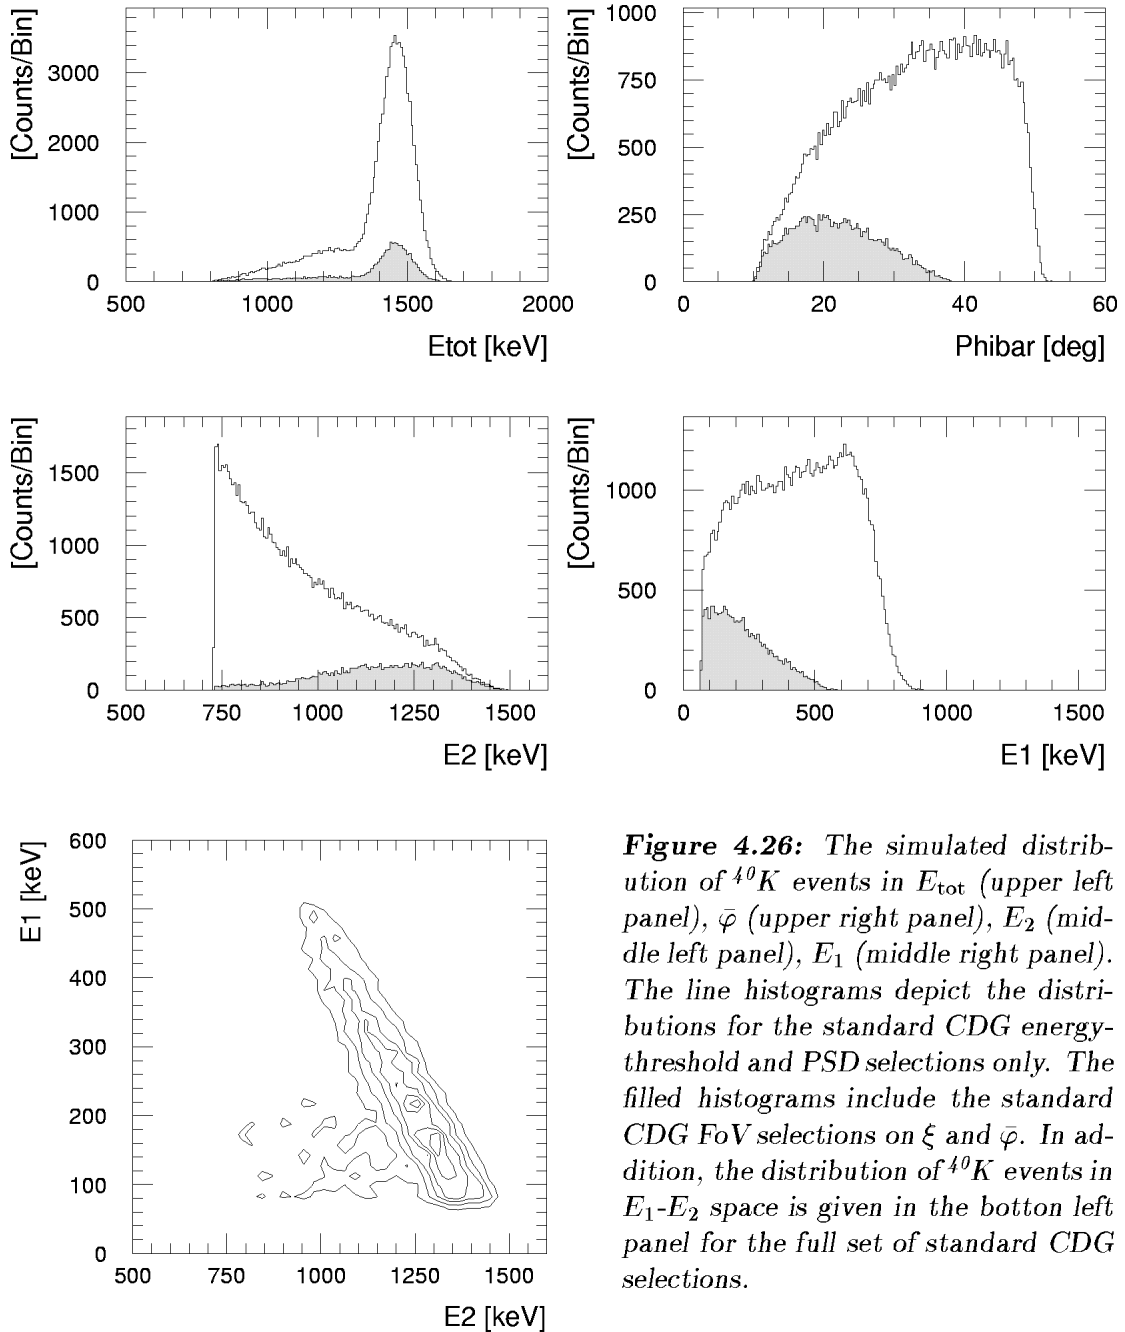 [Counts/Bin]
3000
2000
1000
0
500
1000
1500
2000
Etot [keV]
[Counts/Bin]
1000
750
500
250
0
0
20
40
60
Phibar [deg]
[Counts/Bin]
1500
1000
500
0
500
750
1000
1250
1500
E2 [keV]
[Counts/Bin]
1000
500
0
0
500
1000
1500
E1 [keV]
E1 [keV]
600
500
400
300
200
100
0
500
750
1000
1250
1500
E2 [keV]
Figure 4.26: The simulated distrib-
ution of ⁴⁰K events in E_tot (upper left
panel), φ̄ (upper right panel), E₂ (mid-
dle left panel), E₁ (middle right panel).
The line histograms depict the distri-
butions for the standard CDG energy-
threshold and PSD selections only. The
filled histograms include the standard
CDG FoV selections on ξ and φ̄. In ad-
dition, the distribution of ⁴⁰K events in
E₁-E₂ space is given in the botton left
panel for the full set of standard CDG
selections.